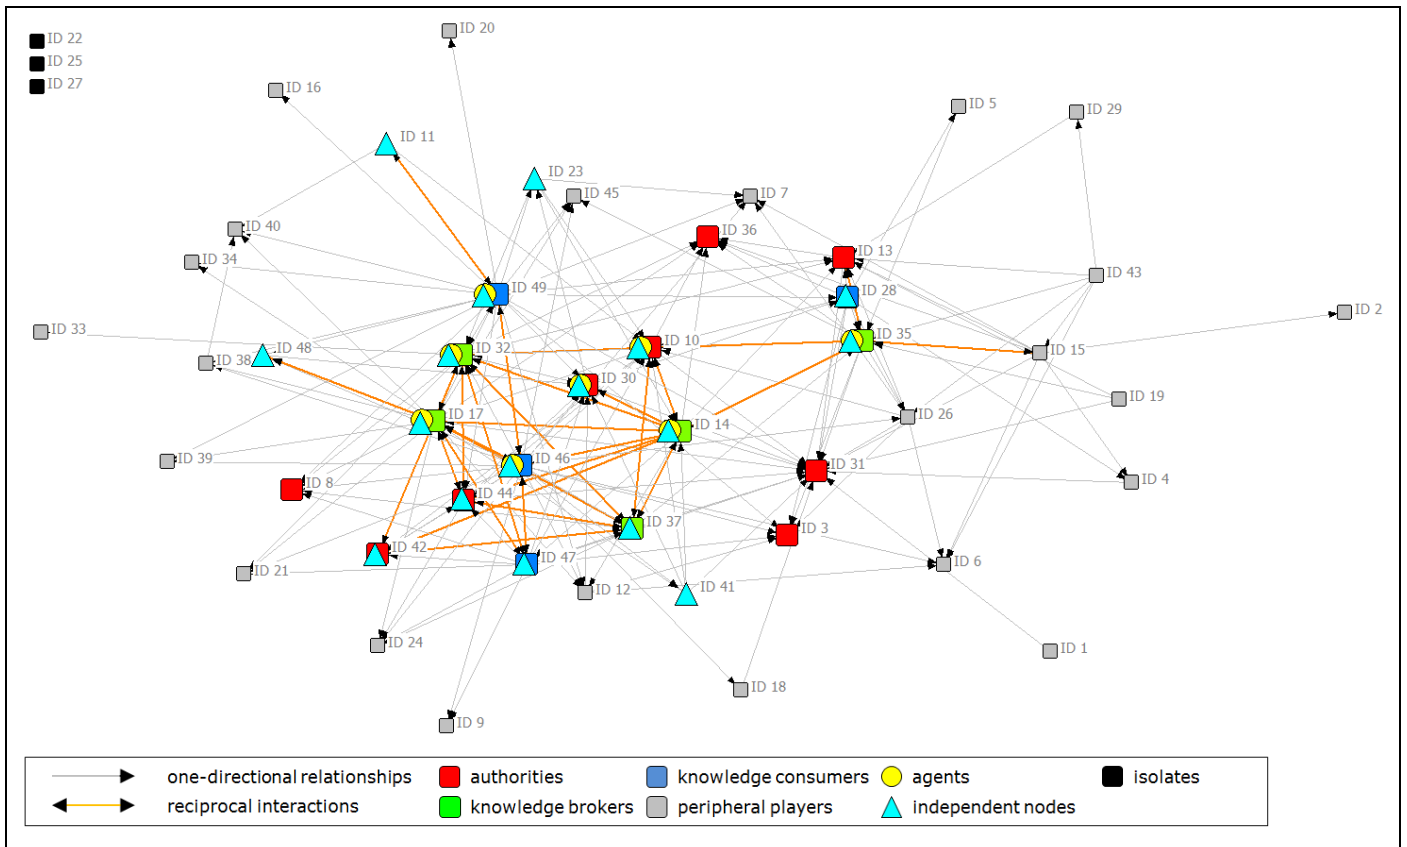 ID 20
ID 22
ID 25
ID 27
ID 16
ID 5
ID 29
ID 11
ID 23
ID 45
ID 7
ID 40
ID 36
ID 13
ID 34
ID 43
ID 49
ID 28
ID 2
ID 33
ID 35
ID 48
ID 32
ID 10
ID 15
ID 38
ID 30
ID 19
ID 17
ID 14
ID 26
ID 39
ID 46
ID 31
ID 4
ID 8
ID 44
ID 37
ID 3
ID 42
ID 47
ID 6
ID 21
ID 12
ID 41
ID 24
ID 1
ID 18
ID 9
one-directional relationships
authorities
knowledge consumers
agents
isolates
reciprocal interactions
knowledge brokers
peripheral players
independent nodes